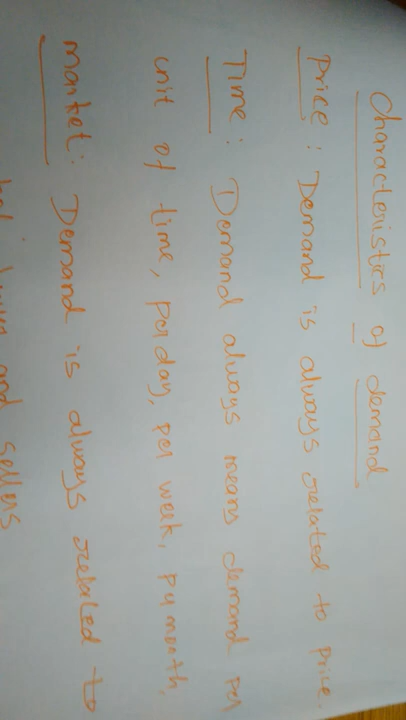 Characteristics of demand
Price : Demand is always related to price.
Time : Demand always means demand per
unit of time, per day, per week, per month,
market : Demand is always related to
and sellers